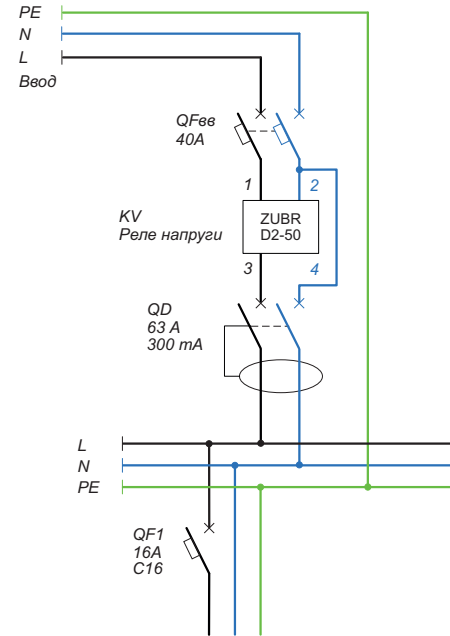 PE
N
L
Ввод
QFвв
40A
1
2
KV
Реле напруги
ZUBR
D2-50
3
4
QD
63 A
300 mA
L
N
PE
QF1
16A
C16